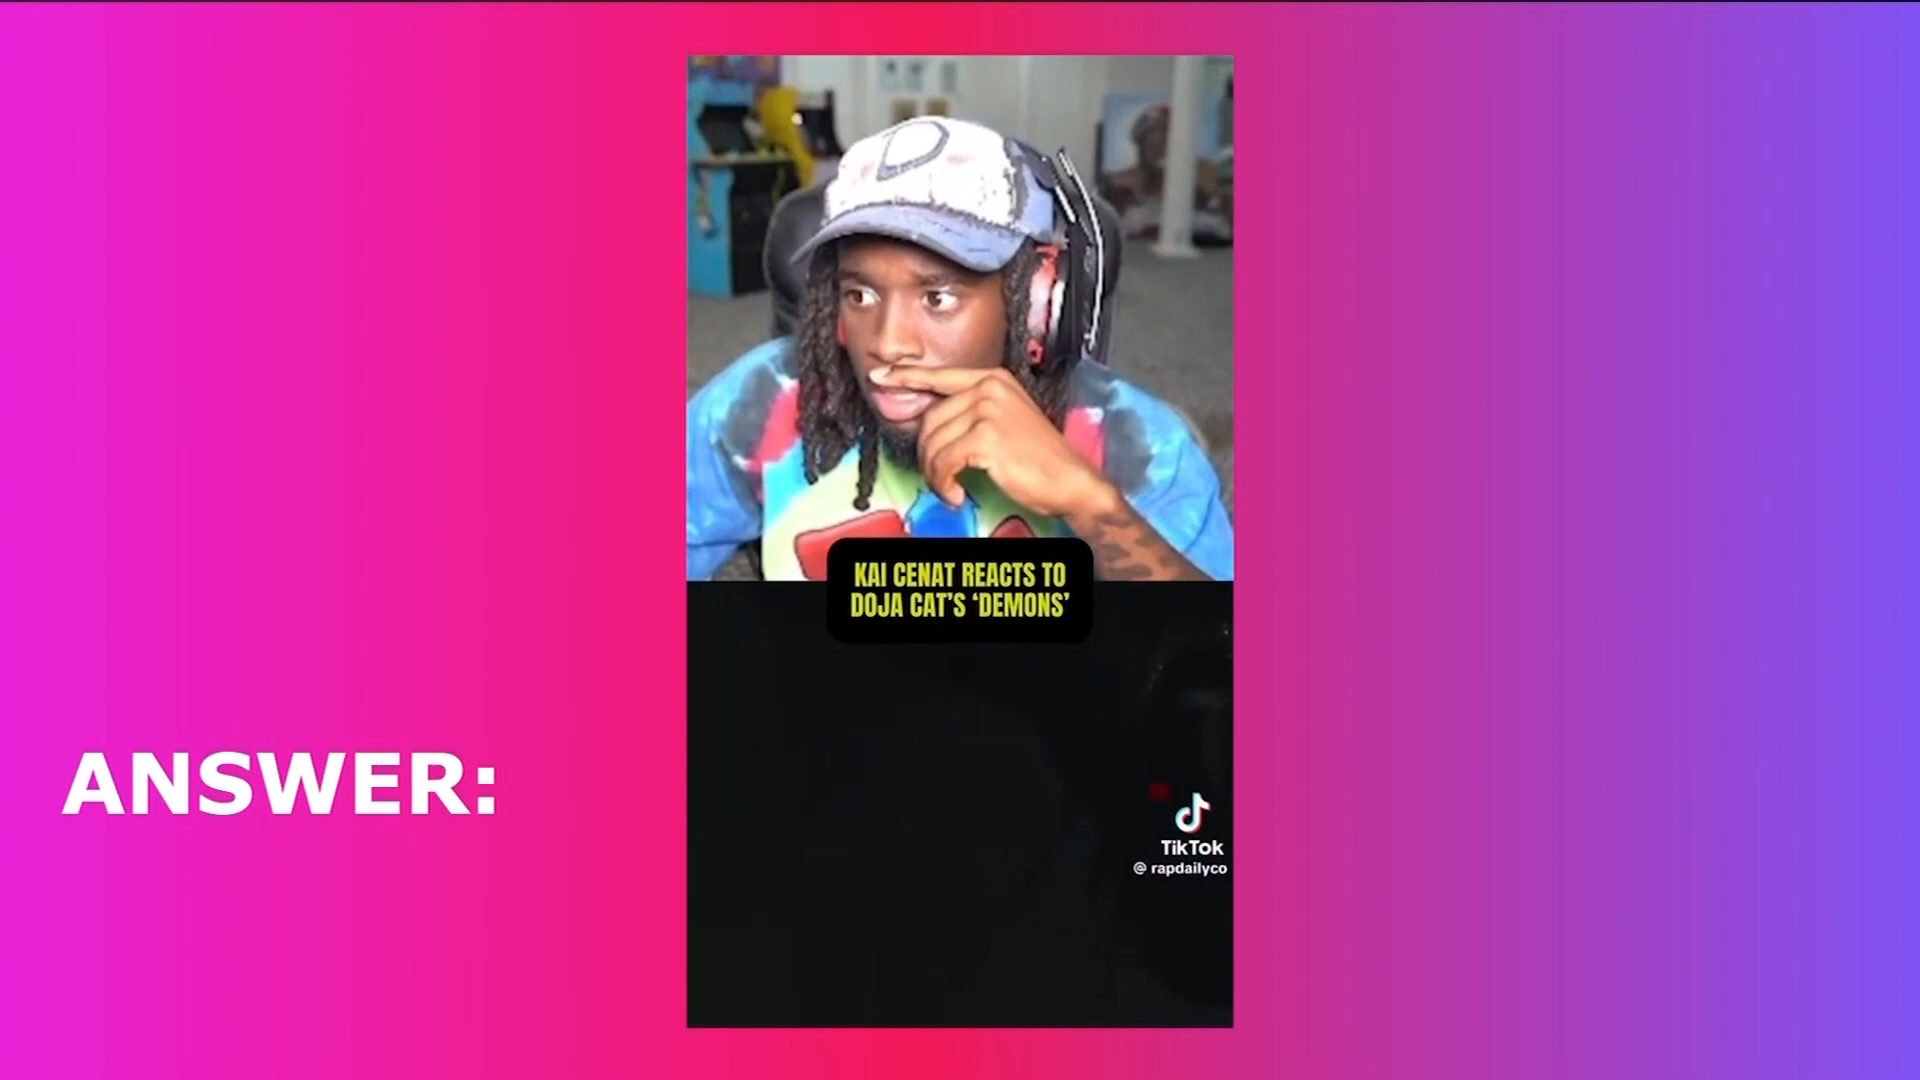 D
KAI CENAT REACTS TO
DOJA CAT'S ‘DEMONS’
ANSWER:
TikTok
@ rapdailyco